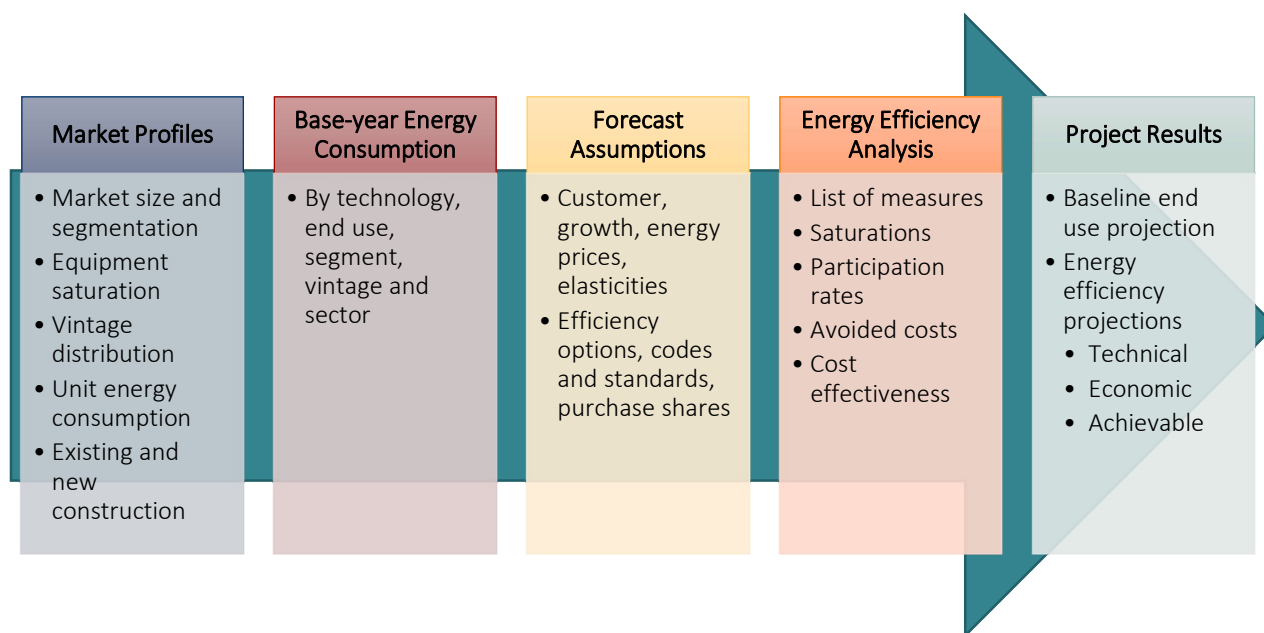 Market Profiles
• Market size and
segmentation
• Equipment
saturation
• Vintage
distribution
• Unit energy
consumption
• Existing and
new
construction
Base-year Energy
Consumption
• By technology,
end use,
segment,
vintage and
sector
Forecast
Assumptions
• Customer,
growth, energy
prices,
elasticities
• Efficiency
options, codes
and standards,
purchase shares
Energy Efficiency
Analysis
• List of measures
• Saturations
• Participation
rates
• Avoided costs
• Cost
effectiveness
Project Results
• Baseline end
use projection
• Energy
efficiency
projections
• Technical
• Economic
• Achievable